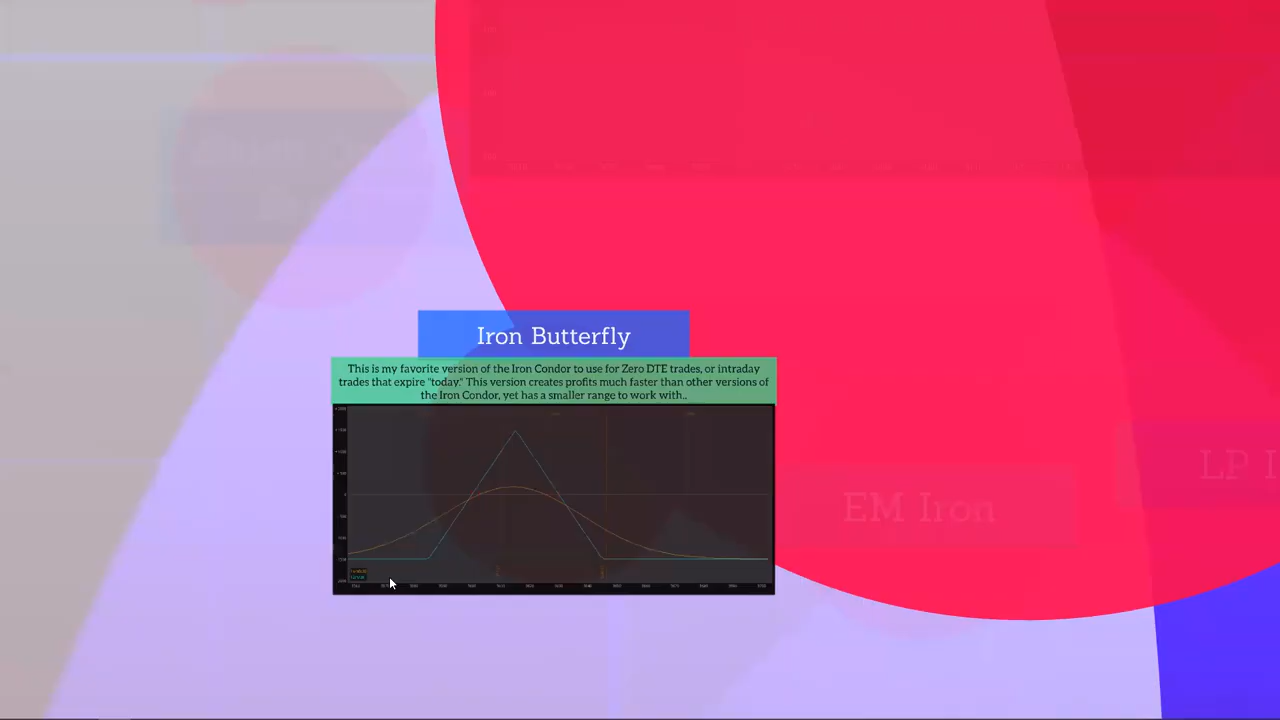 Iron Butterfly
This is my favorite version of the Iron Condor to use for Zero DTE trades, or intraday
trades that expire "today." This version creates profits much faster than other versions of
the Iron Condor, yet has a smaller range to work with..
EM Iron
LP I